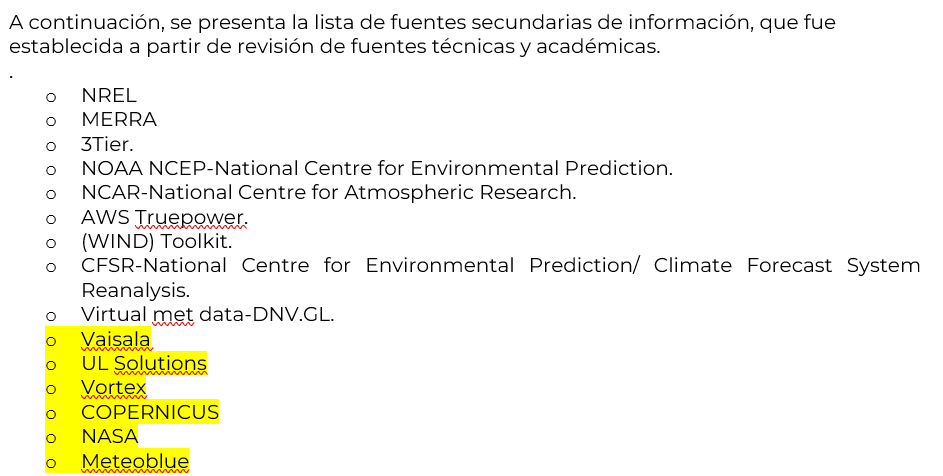 A continuación, se presenta la lista de fuentes secundarias de información, que fue
establecida a partir de revisión de fuentes técnicas y académicas.
.
o NREL
o MERRA
o 3Tier.
o NOAA NCEP-National Centre for Environmental Prediction.
o NCAR-National Centre for Atmospheric Research.
o AWS Truepower.
o (WIND) Toolkit.
o CFSR-National Centre for Environmental Prediction/ Climate Forecast System
Reanalysis.
o Virtual met data-DNV.GL.
o Vaisala
o UL Solutions
o Vortex
o COPERNICUS
o NASA
o Meteoblue